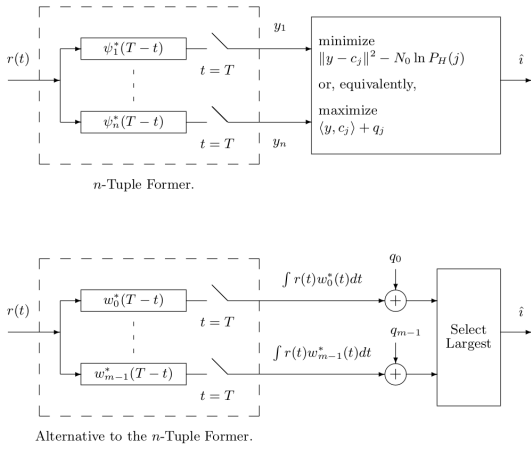 r(t)
ψ₁*(T−t)
t = T
y₁
minimize
‖y − cⱼ‖² − N₀ ln P_H(j)
or, equivalently,
maximize
⟨y, cⱼ⟩ + qⱼ
î
ψₙ*(T−t)
t = T
yₙ
n-Tuple Former.
r(t)
w₀*(T−t)
t = T
∫ r(t)w₀*(t)dt
q₀
+
Select
Largest
î
w*ₘ₋₁(T−t)
t = T
∫ r(t)w*ₘ₋₁(t)dt
qₘ₋₁
+
Alternative to the n-Tuple Former.